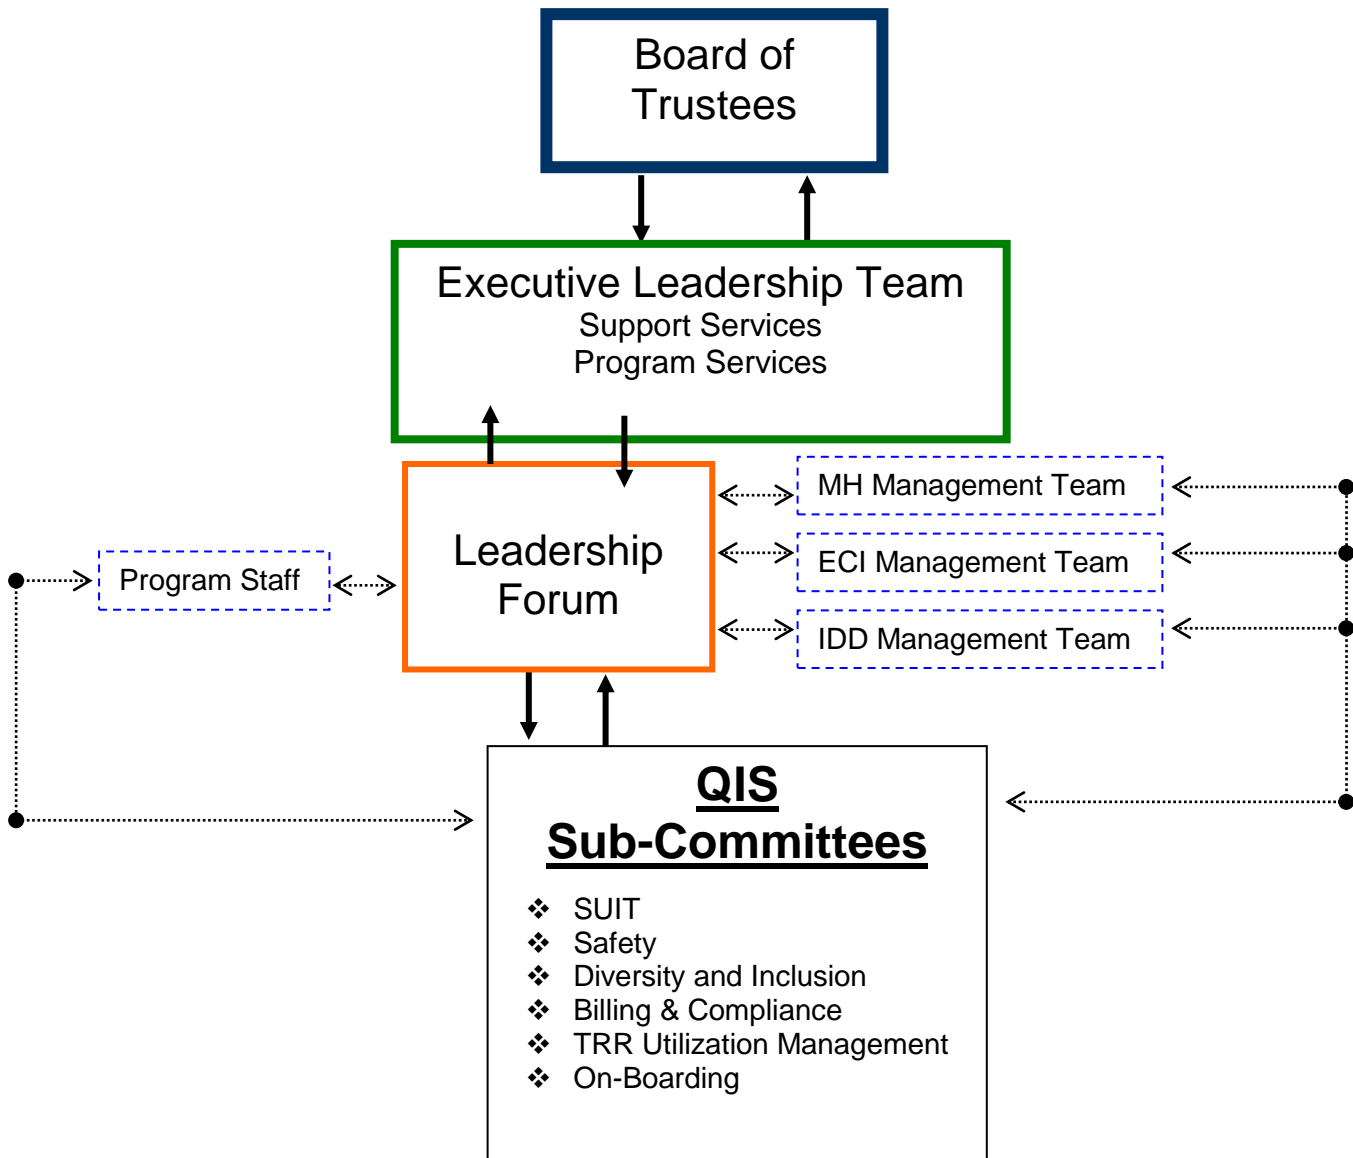 Board of
Trustees
Executive Leadership Team
Support Services
Program Services
MH Management Team
Leadership
Forum
ECI Management Team
Program Staff
IDD Management Team
QIS
Sub-Committees
❖ SUIT
❖ Safety
❖ Diversity and Inclusion
❖ Billing & Compliance
❖ TRR Utilization Management
❖ On-Boarding